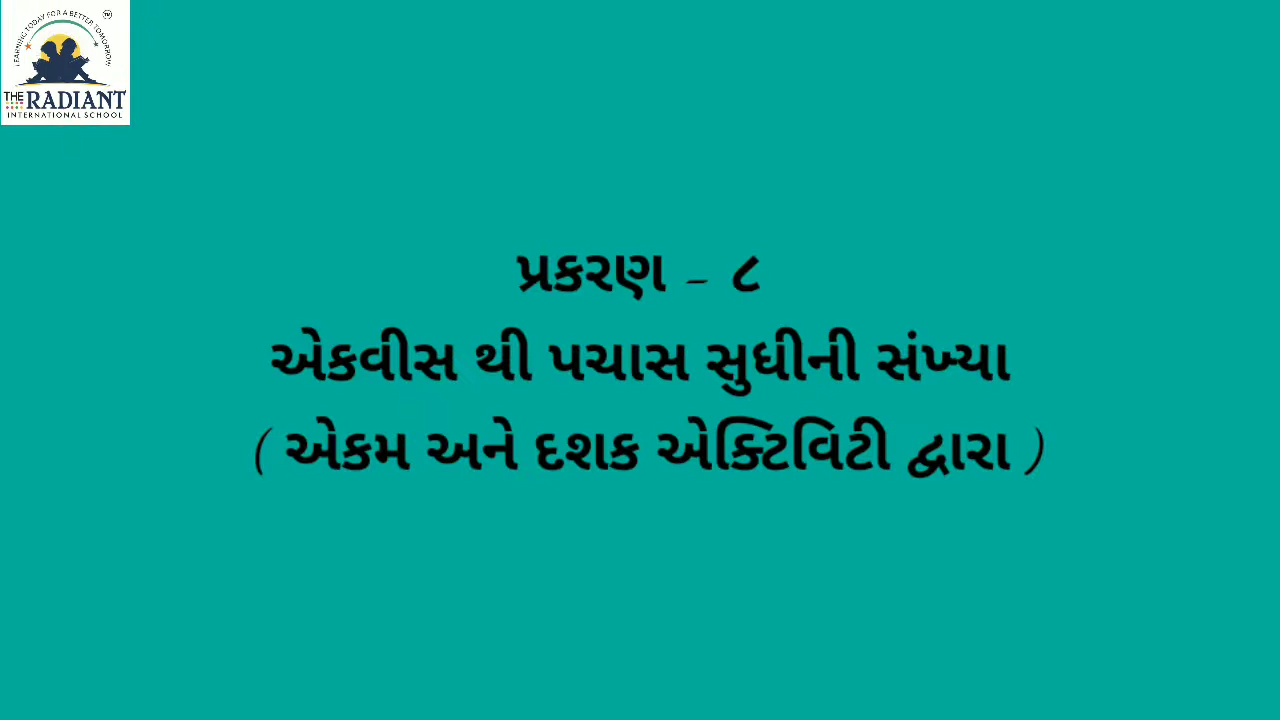 LEARNING TODAY FOR A BETTER TOMORROW
TM
THE RADIANT
INTERNATIONAL SCHOOL
પ્રકરણ - ૮
એકવીસ થી પચાસ સુધીની સંખ્યા
( એકમ અને દશક એક્ટિવિટી દ્વારા )